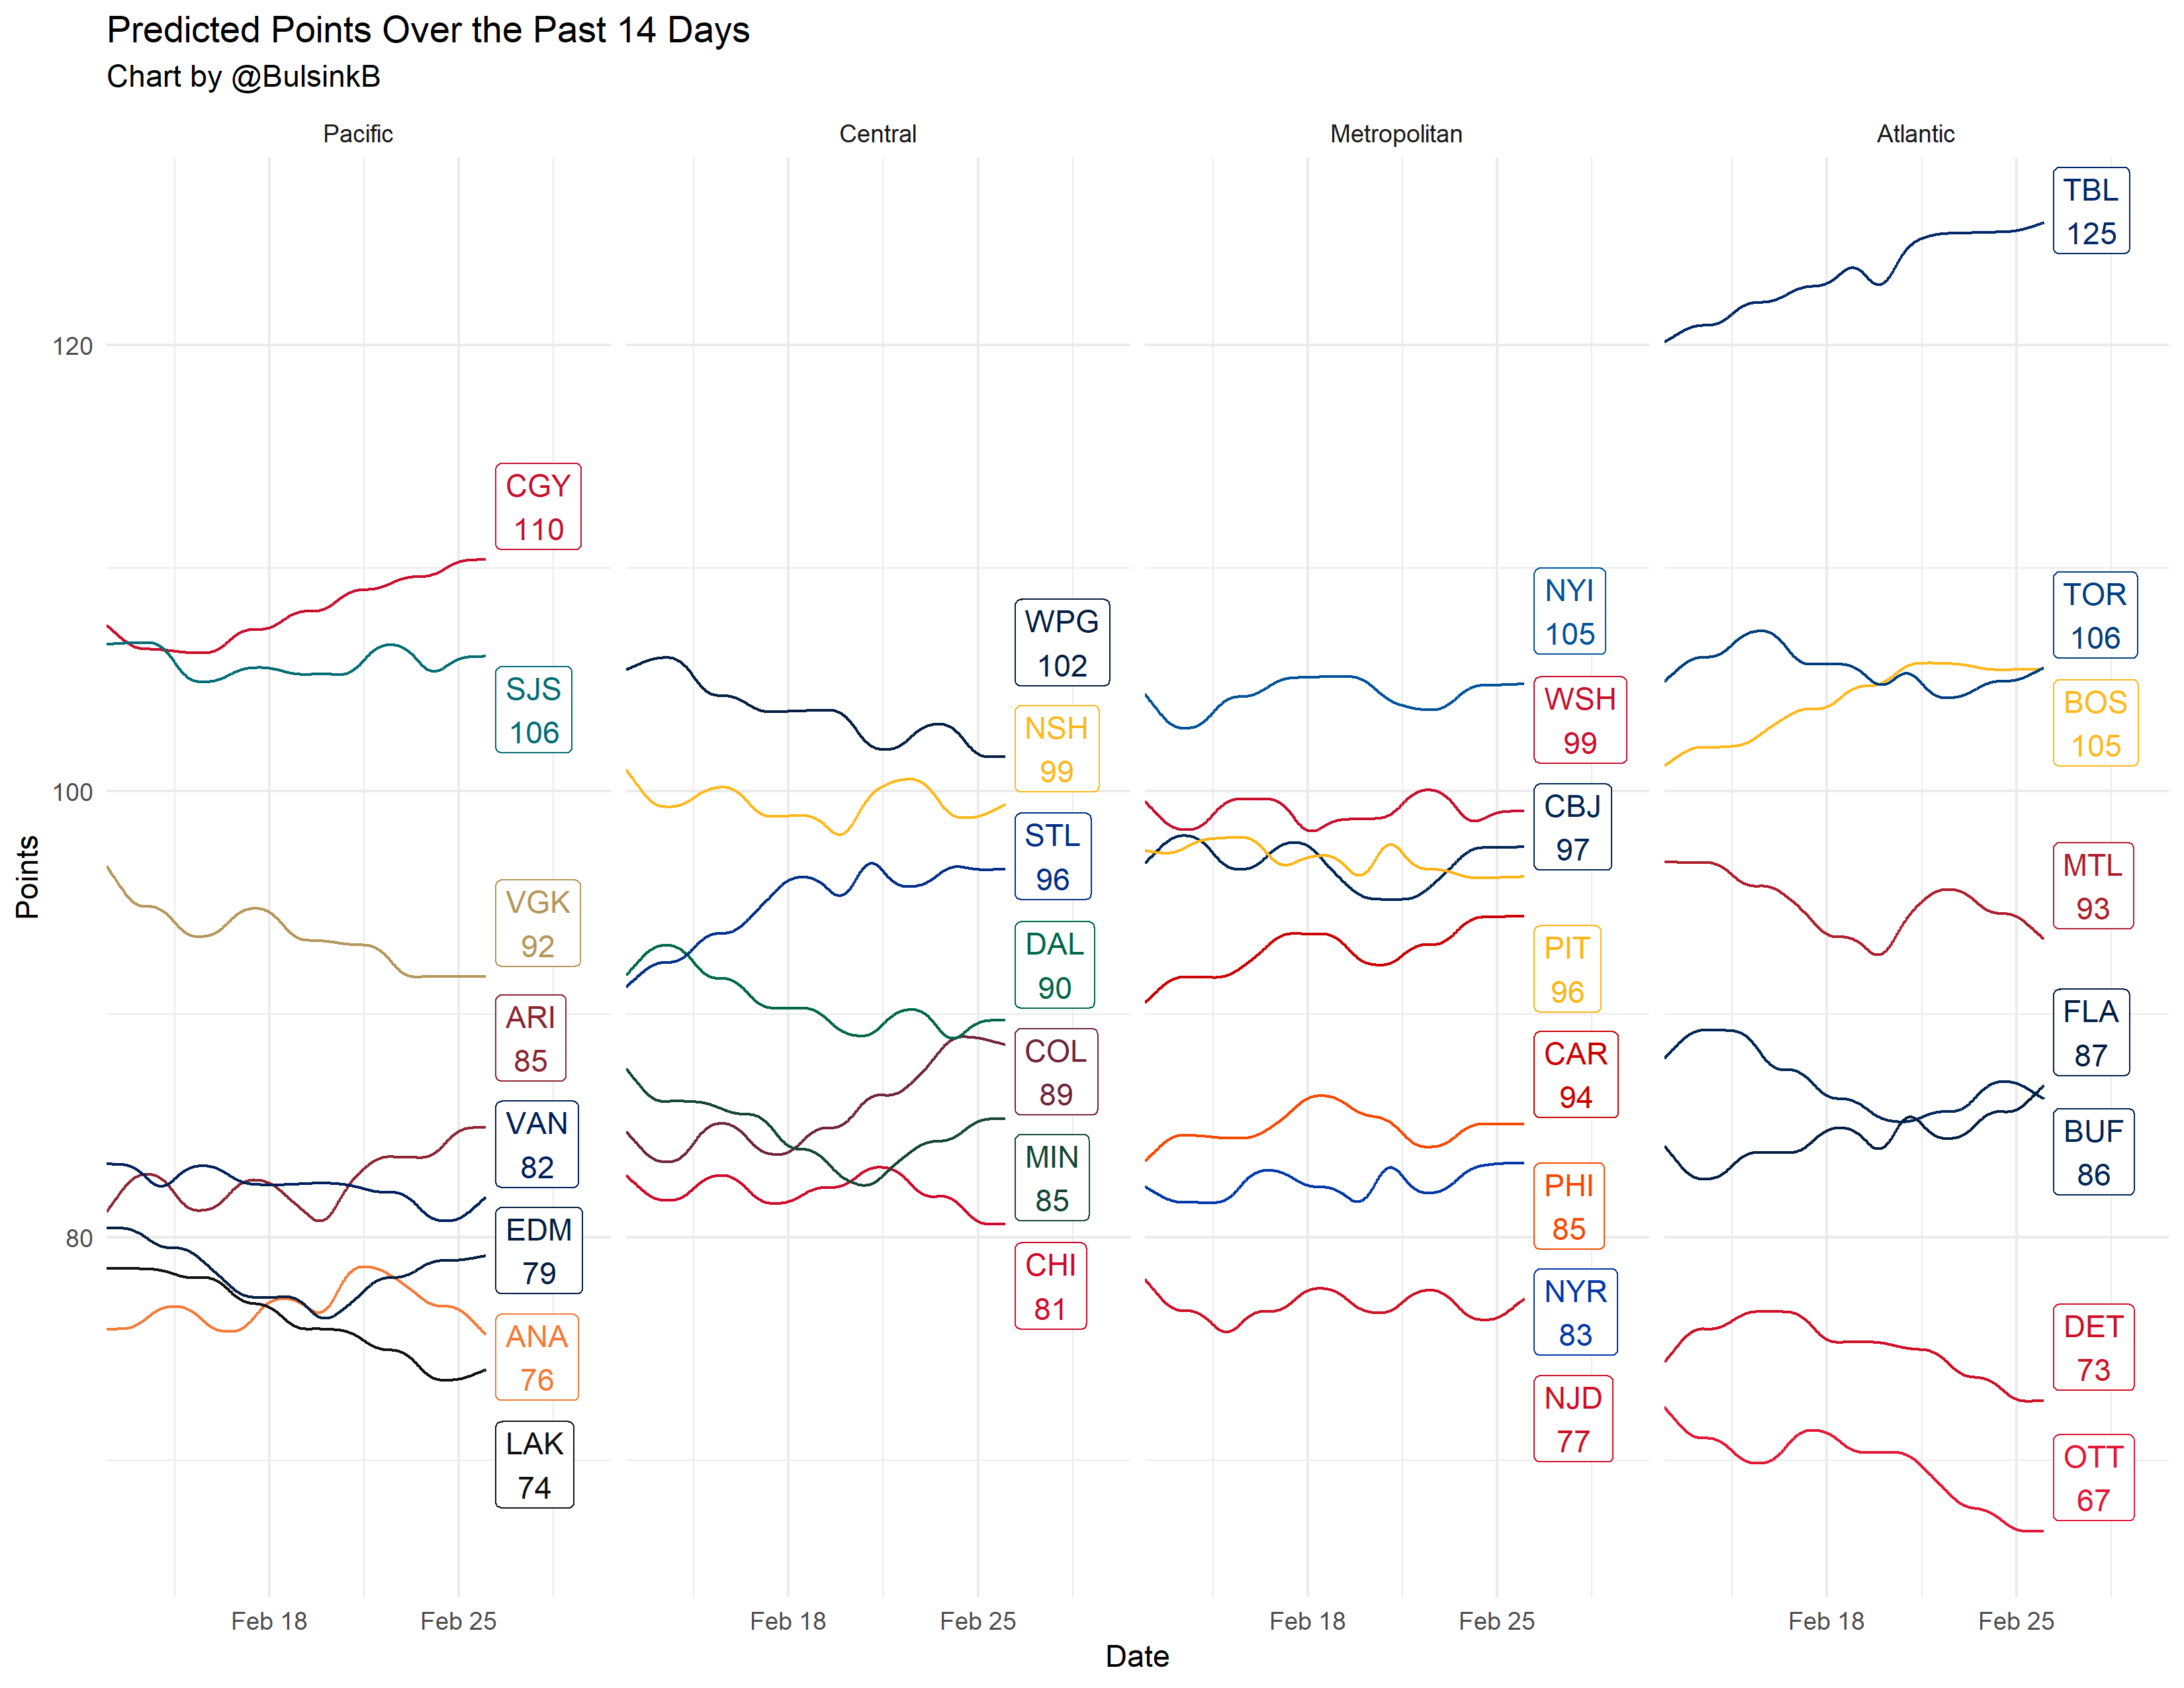 Predicted Points Over the Past 14 Days
Chart by @BulsinkB
Pacific
Central
Metropolitan
Atlantic
Points
120
100
80
CGY
110
SJS
106
VGK
92
ARI
85
VAN
82
EDM
79
ANA
76
LAK
74
WPG
102
NSH
99
STL
96
DAL
90
COL
89
MIN
85
CHI
81
NYI
105
WSH
99
CBJ
97
PIT
96
CAR
94
PHI
85
NYR
83
NJD
77
TBL
125
TOR
106
BOS
105
MTL
93
FLA
87
BUF
86
DET
73
OTT
67
Feb 18
Feb 25
Feb 18
Feb 25
Feb 18
Feb 25
Feb 18
Feb 25
Date